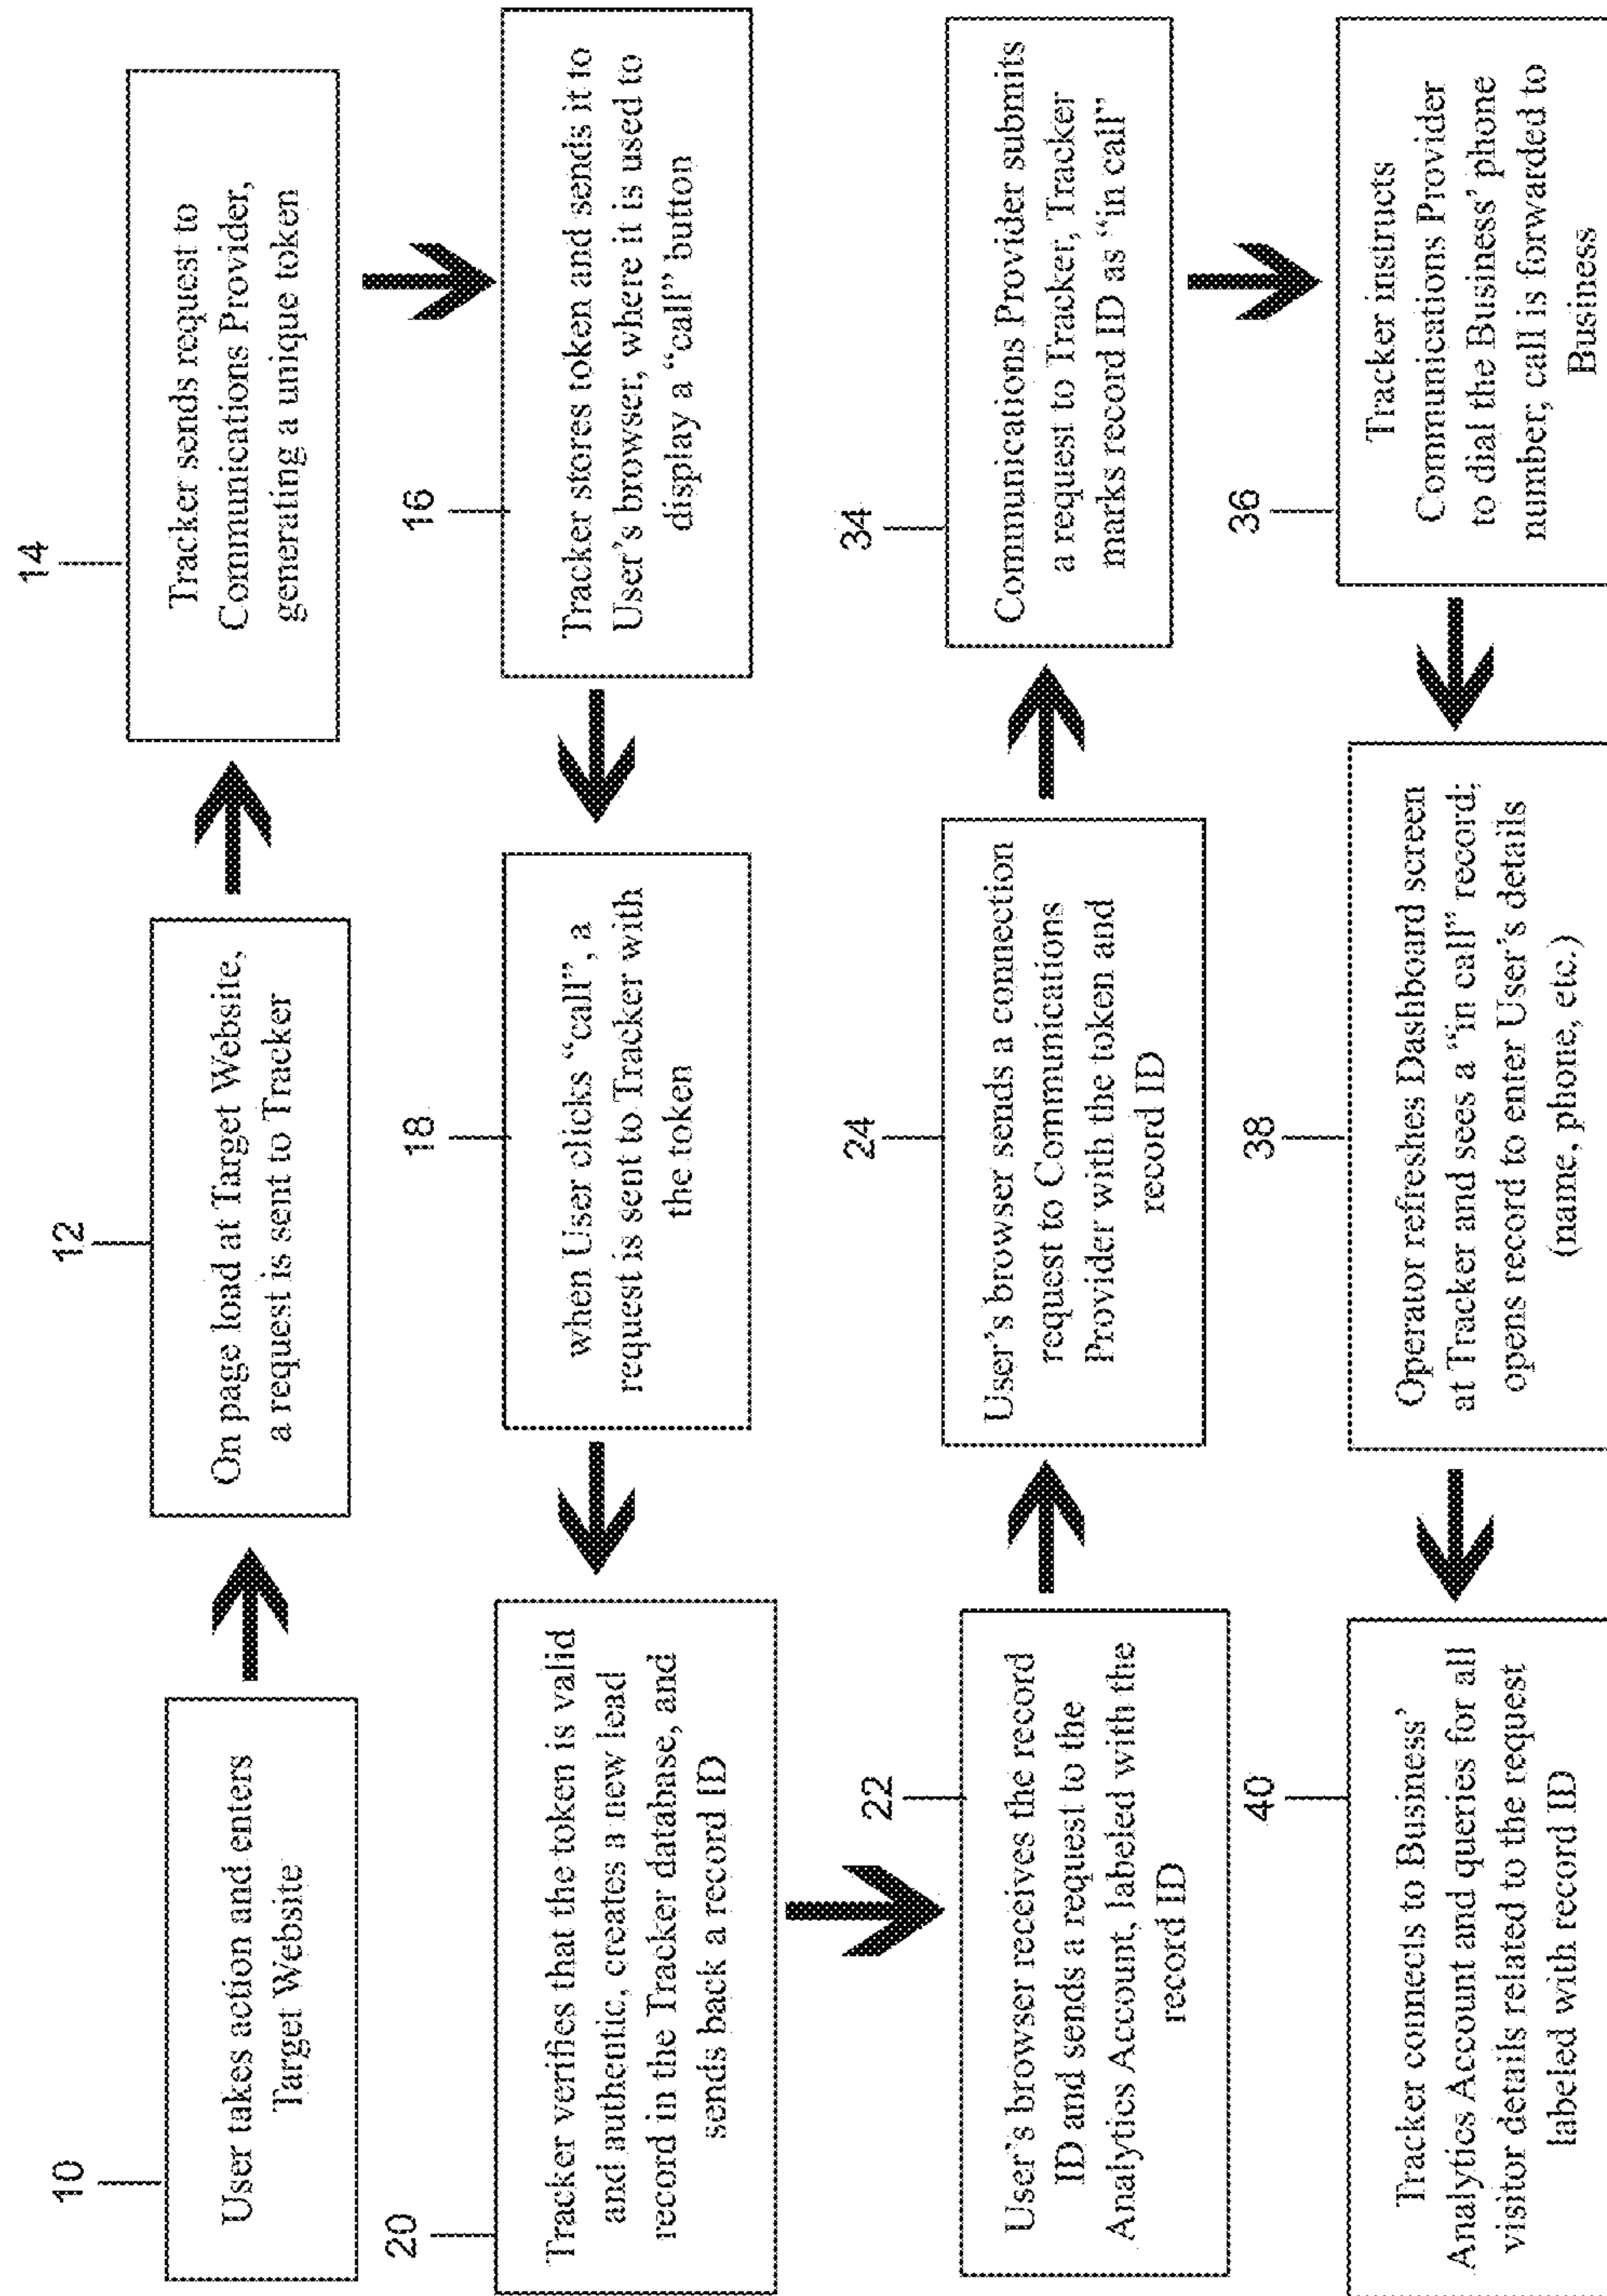 10
User takes action and enters
Target Website
12
On page load at Target Website,
a request is sent to Tracker
14
Tracker sends request to
Communications Provider,
generating a unique token
16
Tracker stores token and sends it to
User's browser, where it is used to
display a “call” button
18
when User clicks “call”, a
request is sent to Tracker with
the token
20
Tracker verifies that the token is valid
and authentic, creates a new lead
record in the Tracker database, and
sends back a record ID
22
User's browser receives the record
ID and sends a request to the
Analytics Account, labeled with the
record ID
24
User's browser sends a connection
request to Communications
Provider with the token and
record ID
34
Communications Provider submits
a request to Tracker, Tracker
marks record ID as “in call”
36
Tracker instructs
Communications Provider
to dial the Business' phone
number; call is forwarded to
Business
38
Operator refreshes Dashboard screen
at Tracker and sees a “in call” record;
opens record to enter User's details
(name, phone, etc.)
40
Tracker connects to Business'
Analytics Account and queries for all
visitor details related to the request
labeled with record ID